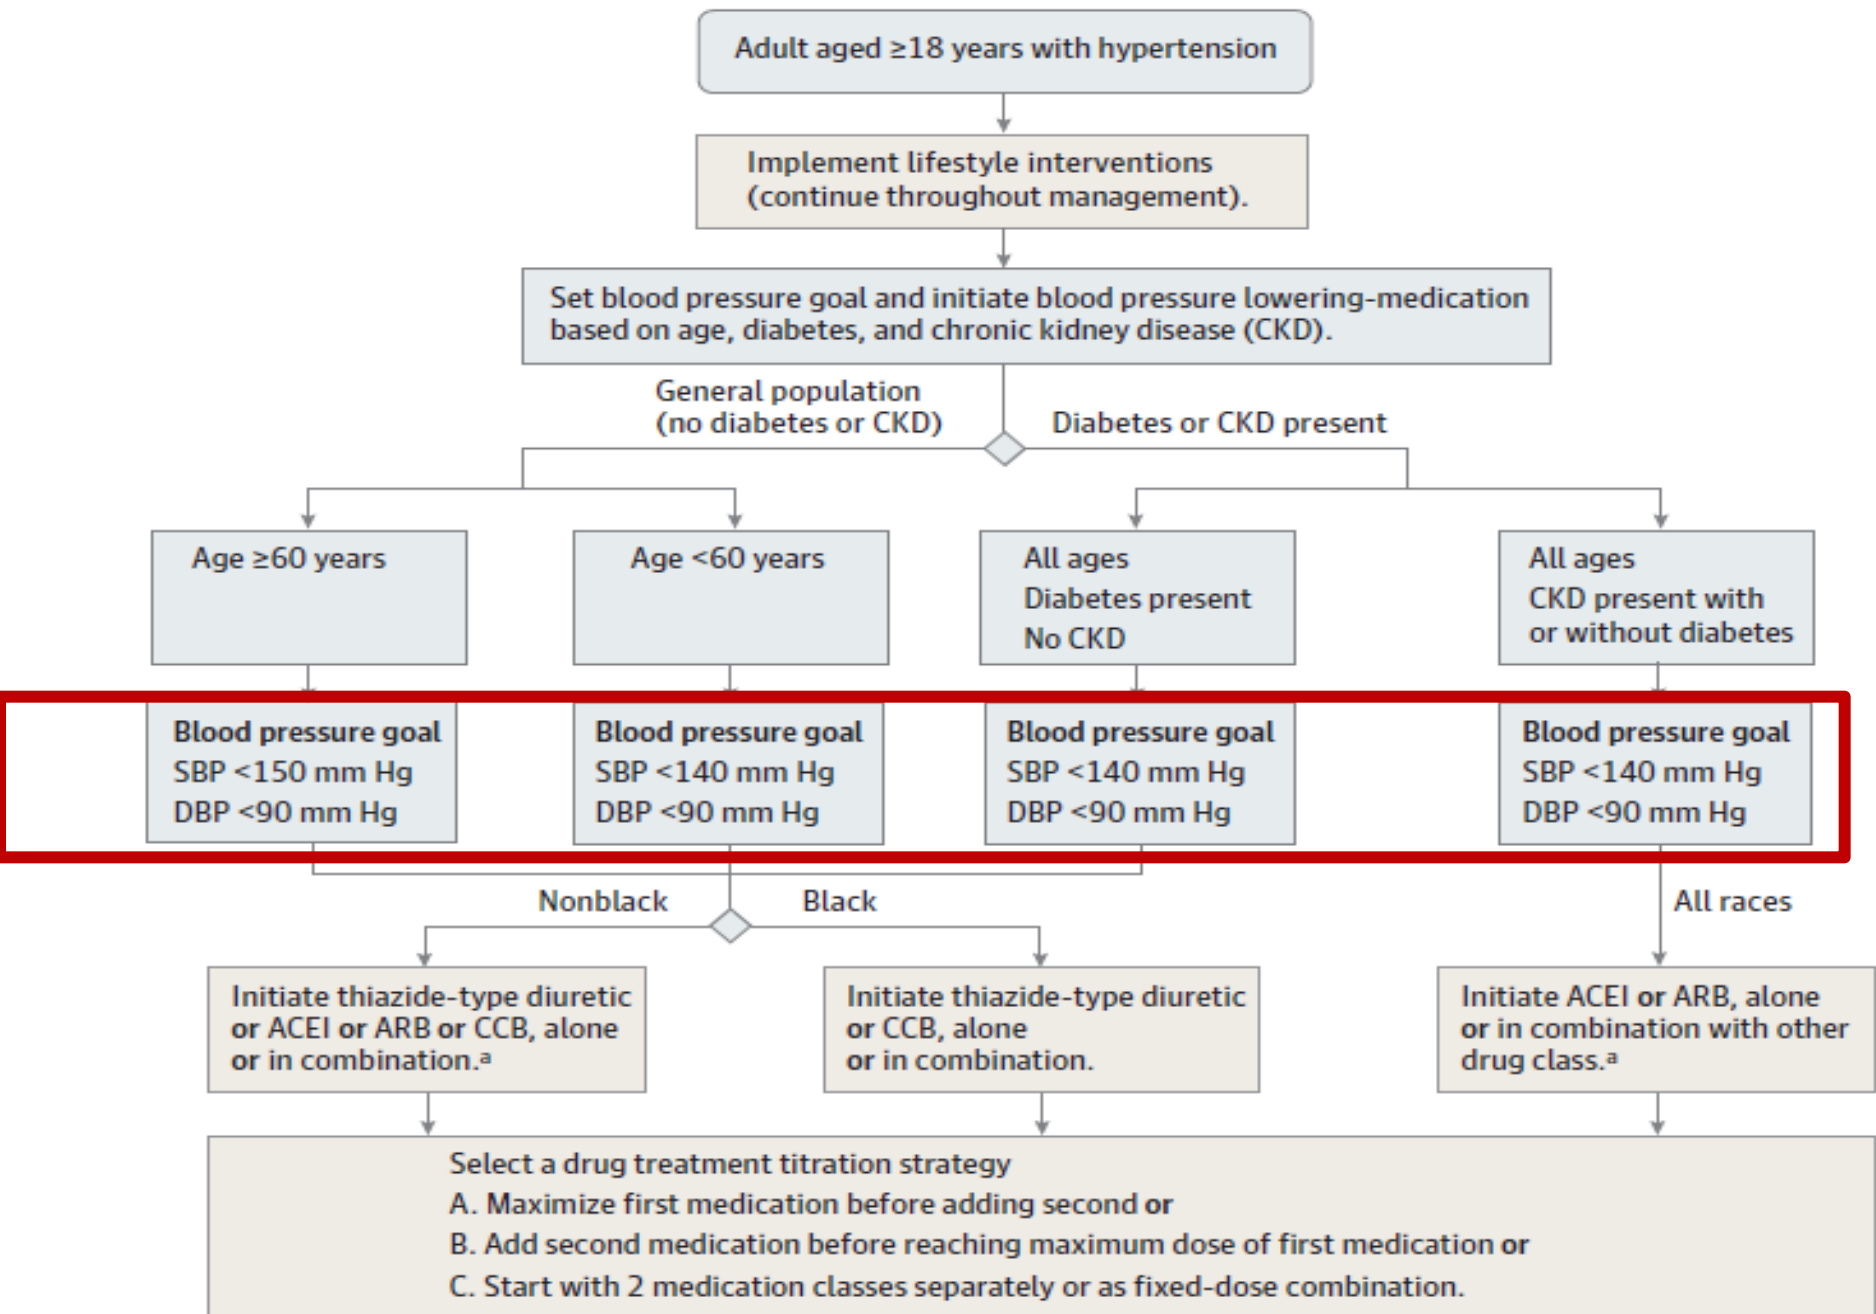 Adult aged ≥18 years with hypertension
Implement lifestyle interventions
(continue throughout management).
Set blood pressure goal and initiate blood pressure lowering-medication
based on age, diabetes, and chronic kidney disease (CKD).
General population
(no diabetes or CKD)
Diabetes or CKD present
Age ≥60 years
Age <60 years
All ages
Diabetes present
No CKD
All ages
CKD present with
or without diabetes
Blood pressure goal
SBP <150 mm Hg
DBP <90 mm Hg
Blood pressure goal
SBP <140 mm Hg
DBP <90 mm Hg
Blood pressure goal
SBP <140 mm Hg
DBP <90 mm Hg
Blood pressure goal
SBP <140 mm Hg
DBP <90 mm Hg
Nonblack
Black
All races
Initiate thiazide-type diuretic
or ACEI or ARB or CCB, alone
or in combination.ᵃ
Initiate thiazide-type diuretic
or CCB, alone
or in combination.
Initiate ACEI or ARB, alone
or in combination with other
drug class.ᵃ
Select a drug treatment titration strategy
A. Maximize first medication before adding second or
B. Add second medication before reaching maximum dose of first medication or
C. Start with 2 medication classes separately or as fixed-dose combination.